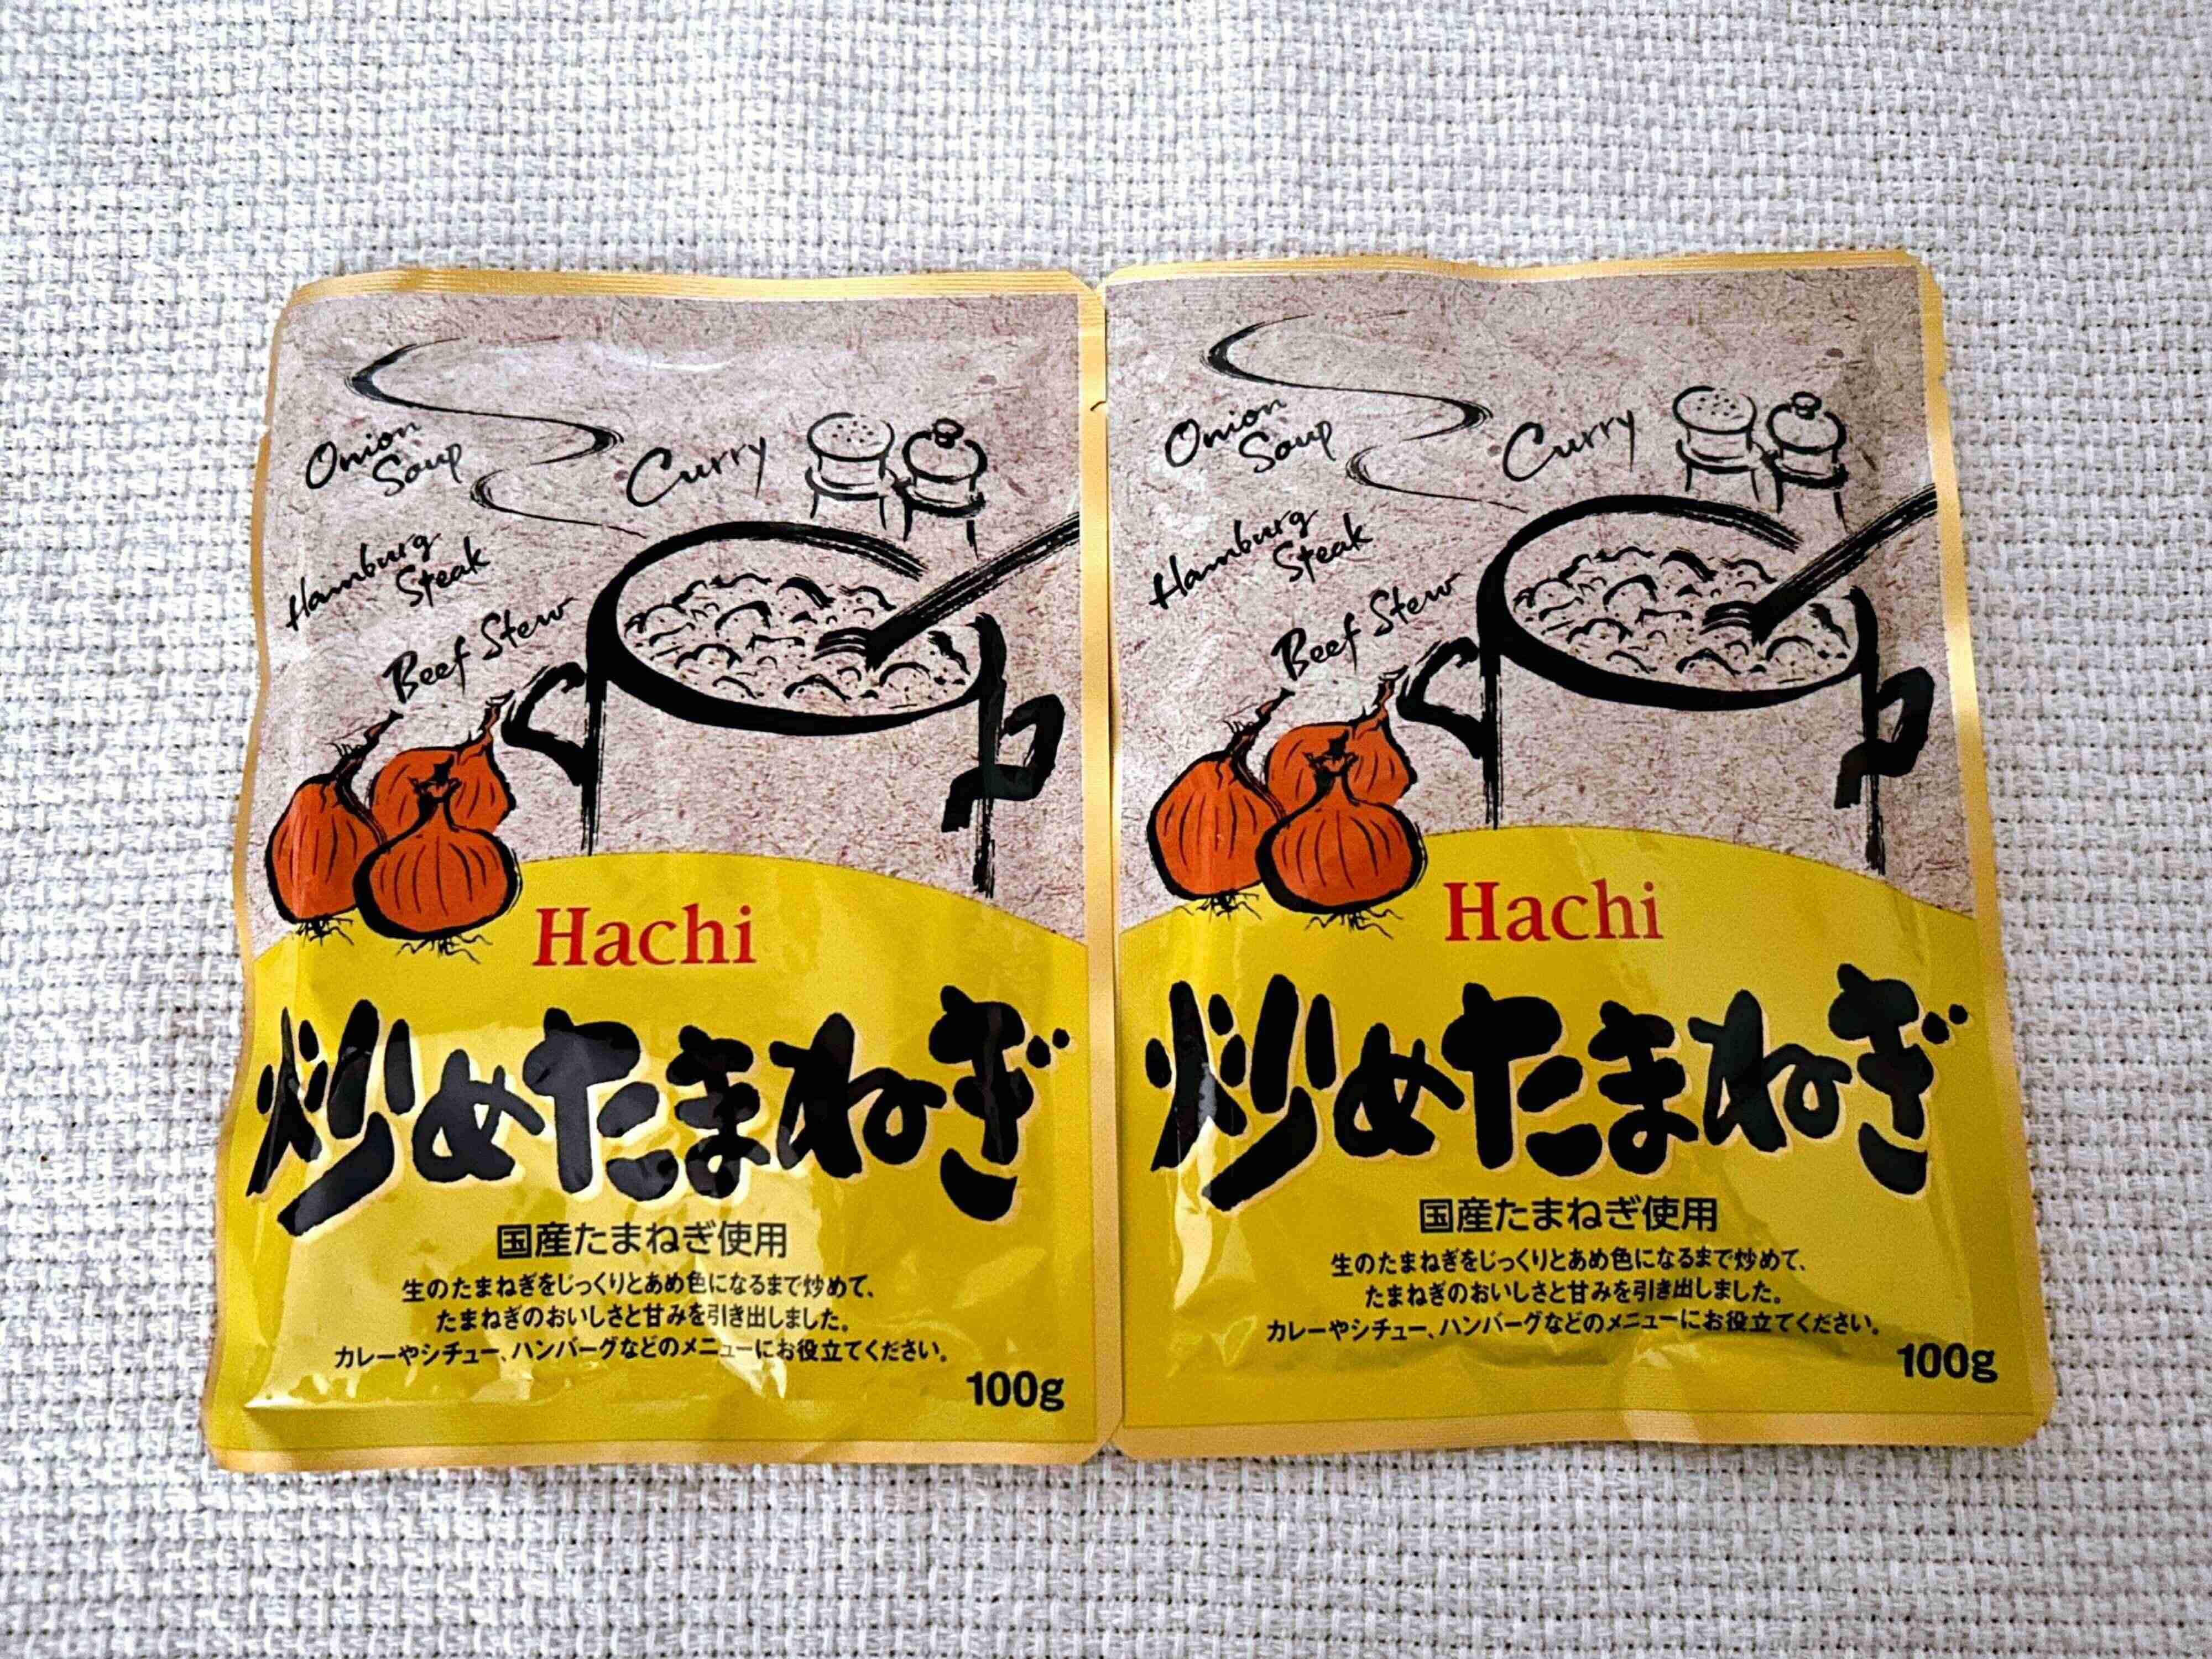 Onion
Soup
Curry
Hamburg
Steak
Beef Stew
Hachi
炒めたまねぎ
国産たまねぎ使用
生のたまねぎをじっくりとあめ色になるまで炒めて、
たまねぎのおいしさと甘みを引き出しました。
カレーやシチュー、ハンバーグなどのメニューにお役立てください。
100g
Onion
Soup
Curry
Hamburg
Steak
Beef Stew
Hachi
炒めたまねぎ
国産たまねぎ使用
生のたまねぎをじっくりとあめ色になるまで炒めて、
たまねぎのおいしさと甘みを引き出しました。
カレーやシチュー、ハンバーグなどのメニューにお役立てください。
100g